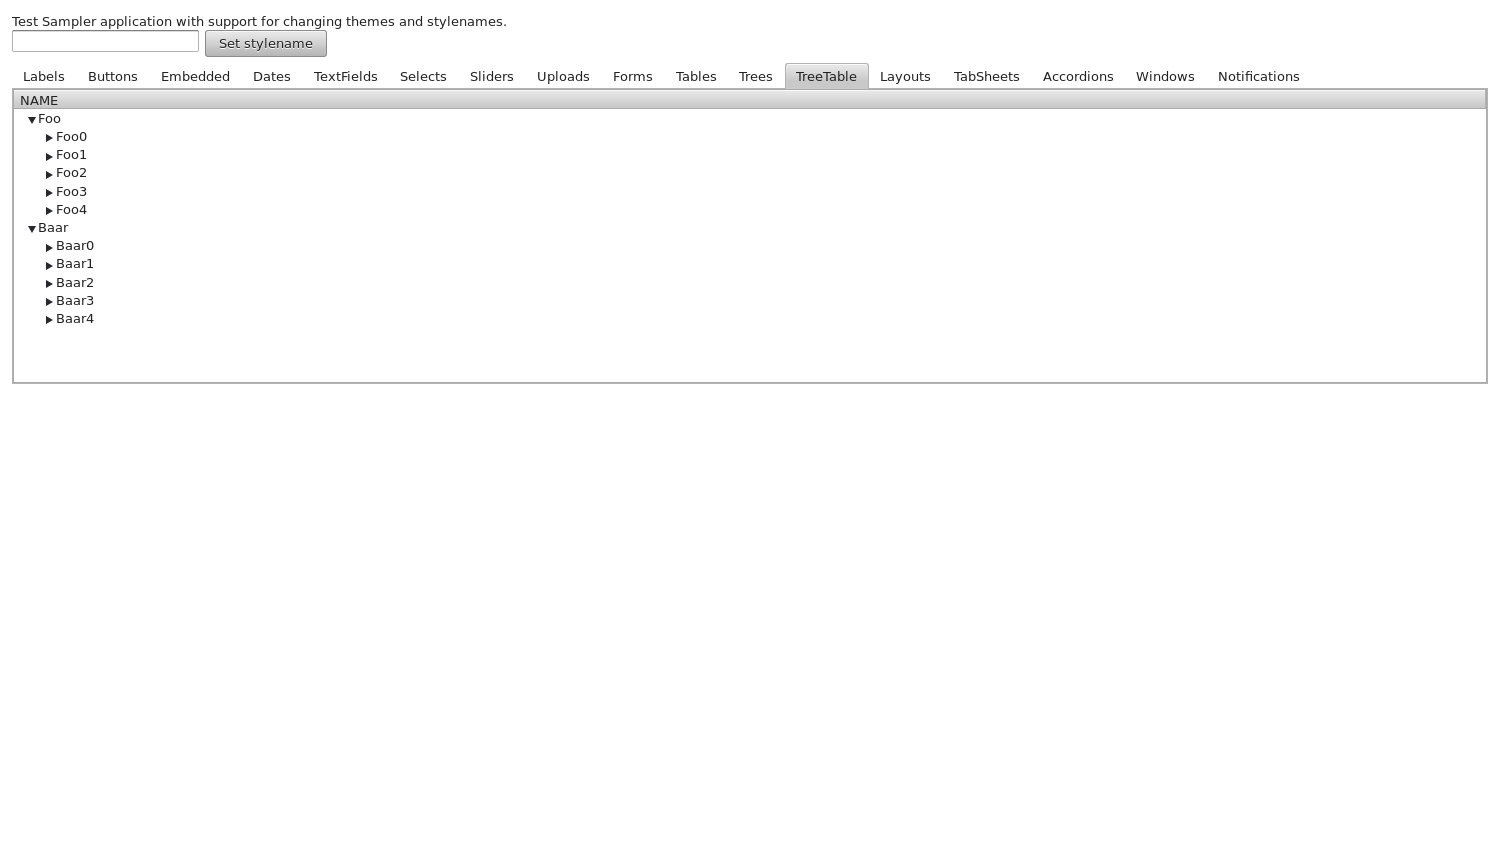 Test Sampler application with support for changing themes and stylenames.
Set stylename
Labels Buttons Embedded Dates TextFields Selects Sliders Uploads Forms Tables Trees TreeTable Layouts TabSheets Accordions Windows Notifications
NAME
Foo
Foo0
Foo1
Foo2
Foo3
Foo4
Baar
Baar0
Baar1
Baar2
Baar3
Baar4